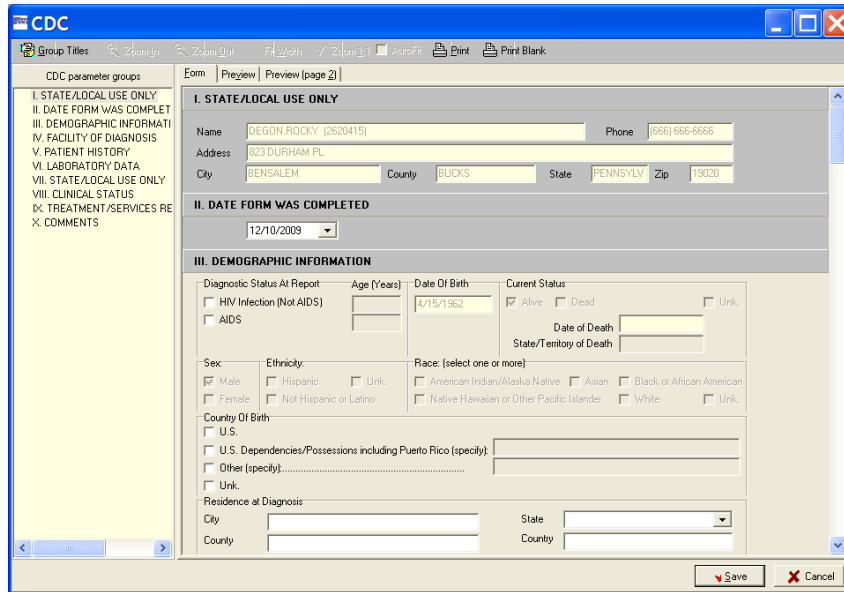 CDC
Group Titles Zoom In Zoom Out Fit Width Zoom 1:1 AutoFit Print Print Blank
CDC parameter groups
Form Preview Preview (page 2)
I. STATE/LOCAL USE ONLY
II. DATE FORM WAS COMPLET
III. DEMOGRAPHIC INFORMATI
IV. FACILITY OF DIAGNOSIS
V. PATIENT HISTORY
VI. LABORATORY DATA
VII. STATE/LOCAL USE ONLY
VIII. CLINICAL STATUS
IX. TREATMENT/SERVICES RE
X. COMMENTS
I. STATE/LOCAL USE ONLY
Name DEGON,ROCKY (2620415) Phone (666) 666-6666
Address 823 DURHAM PL
City BENSALEM County BUCKS State PENNSYLV Zip 19020
II. DATE FORM WAS COMPLETED
12/10/2009
III. DEMOGRAPHIC INFORMATION
Diagnostic Status At Report Age (Years) Date Of Birth Current Status
HIV Infection (Not AIDS) 4/15/1962 Alive Dead Unk.
AIDS
Date of Death
State/Territory of Death
Sex: Ethnicity: Race: (select one or more)
Male Hispanic Unk. American Indian/Alaska Native Asian Black or African American
Female Not Hispanic or Latino Native Hawaiian or Other Pacific Islander White Unk.
Country Of Birth
U.S.
U.S. Dependencies/Possessions including Puerto Rico (specify):
Other (specify):......................................................................
Unk.
Residence at Diagnosis
City State
County Country
Save Cancel